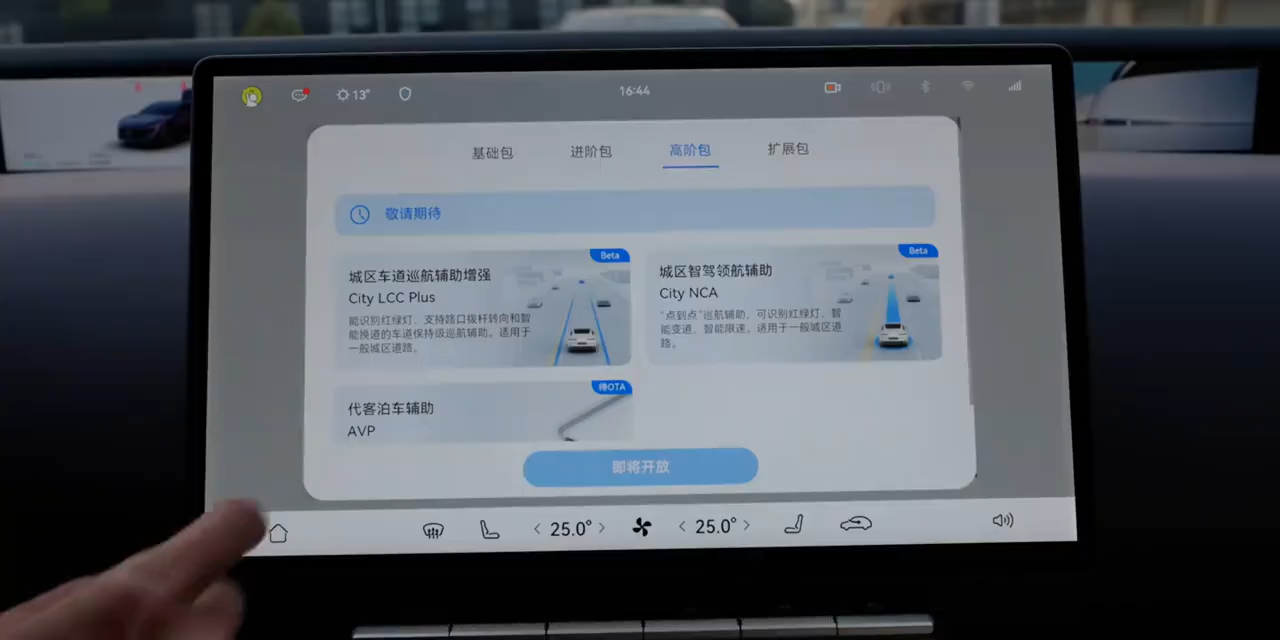 13°
16:44
基础包
进阶包
高阶包
扩展包
敬请期待
Beta
城区车道巡航辅助增强
City LCC Plus
能识别红绿灯、支持路口拨杆转向和智
能换道的车道保持级巡航辅助。适用于
一般城区道路。
Beta
城区智驾领航辅助
City NCA
“点到点”巡航辅助，可识别红绿灯、智
能变道、智能限速，适用于一般城区道
路。
待OTA
代客泊车辅助
AVP
即将开放
25.0°
25.0°